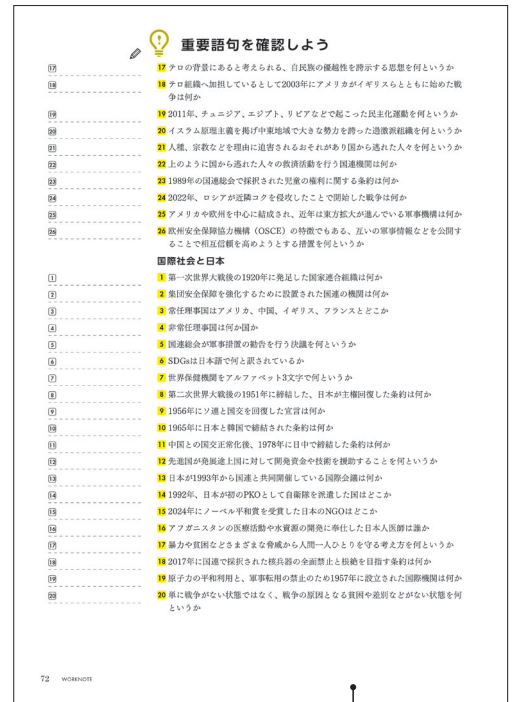 重要語句を確認しよう
17 17 テロの背景にあると考えられる、自民族の優越性を誇示する思想を何というか
18 18 テロ組織へ加担しているとして2003年にアメリカがイギリスらとともに始めた戦
争は何か
19 19 2011年、チュニジア、エジプト、リビアなどで起こった民主化運動を何というか
20 20 イスラム原理主義を掲げ中東地域で大きな勢力を誇った過激派組織を何というか
21 21 人種、宗教などを理由に迫害されるおそれがあり国から逃れた人々を何というか
22 22 上のように国から逃れた人々の救済活動を行う国連機関は何か
23 23 1989年の国連総会で採択された児童の権利に関する条約は何か
24 24 2022年、ロシアが近隣コクを侵攻したことで開始した戦争は何か
25 25 アメリカや欧州を中心に結成され、近年は東方拡大が進んでいる軍事機構は何か
26 26 欧州安全保障協力機構（OSCE）の特徴でもある、互いの軍事情報などを公開す
ることで相互信頼を高めようとする措置を何というか
国際社会と日本
1 1 第一次世界大戦後の1920年に発足した国家連合組織は何か
2 2 集団安全保障を強化するために設置された国連の機関は何か
3 3 常任理事国はアメリカ、中国、イギリス、フランスとどこか
4 4 非常任理事国は何か国か
5 5 国連総会が軍事措置の勧告を行う決議を何というか
6 6 SDGsは日本語で何と訳されているか
7 7 世界保健機関をアルファベット3文字で何というか
8 8 第二次世界大戦後の1951年に締結した、日本が主権回復した条約は何か
9 9 1956年にソ連と国交を回復した宣言は何か
10 10 1965年に日本と韓国で締結された条約は何か
11 11 中国との国交正常化後、1978年に日中で締結した条約は何か
12 12 先進国が発展途上国に対して開発資金や技術を援助することを何というか
13 13 日本が1993年から国連と共同開催している国際会議は何か
14 14 1992年、日本が初のPKOとして自衛隊を派遣した国はどこか
15 15 2024年にノーベル平和賞を受賞した日本のNGOはどこか
16 16 アフガニスタンの医療活動や水資源の開発に奉仕した日本人医師は誰か
17 17 暴力や貧困などさまざまな脅威から人間一人ひとりを守る考え方を何というか
18 18 2017年に国連で採択された核兵器の全面禁止と根絶を目指す条約は何か
19 19 原子力の平和利用と、軍事転用の禁止のため1957年に設立された国際機関は何か
20 20 単に戦争がない状態ではなく、戦争の原因となる貧困や差別などがない状態を何
というか
72 WORKNOTE